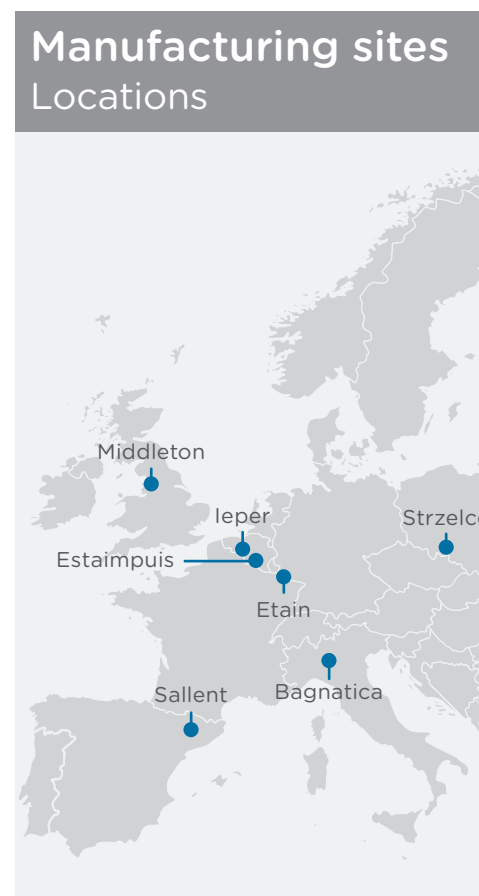 Manufacturing sites
Locations
Middleton
Ieper
Strzelc
Estaimpuis
Etain
Sallent
Bagnatica